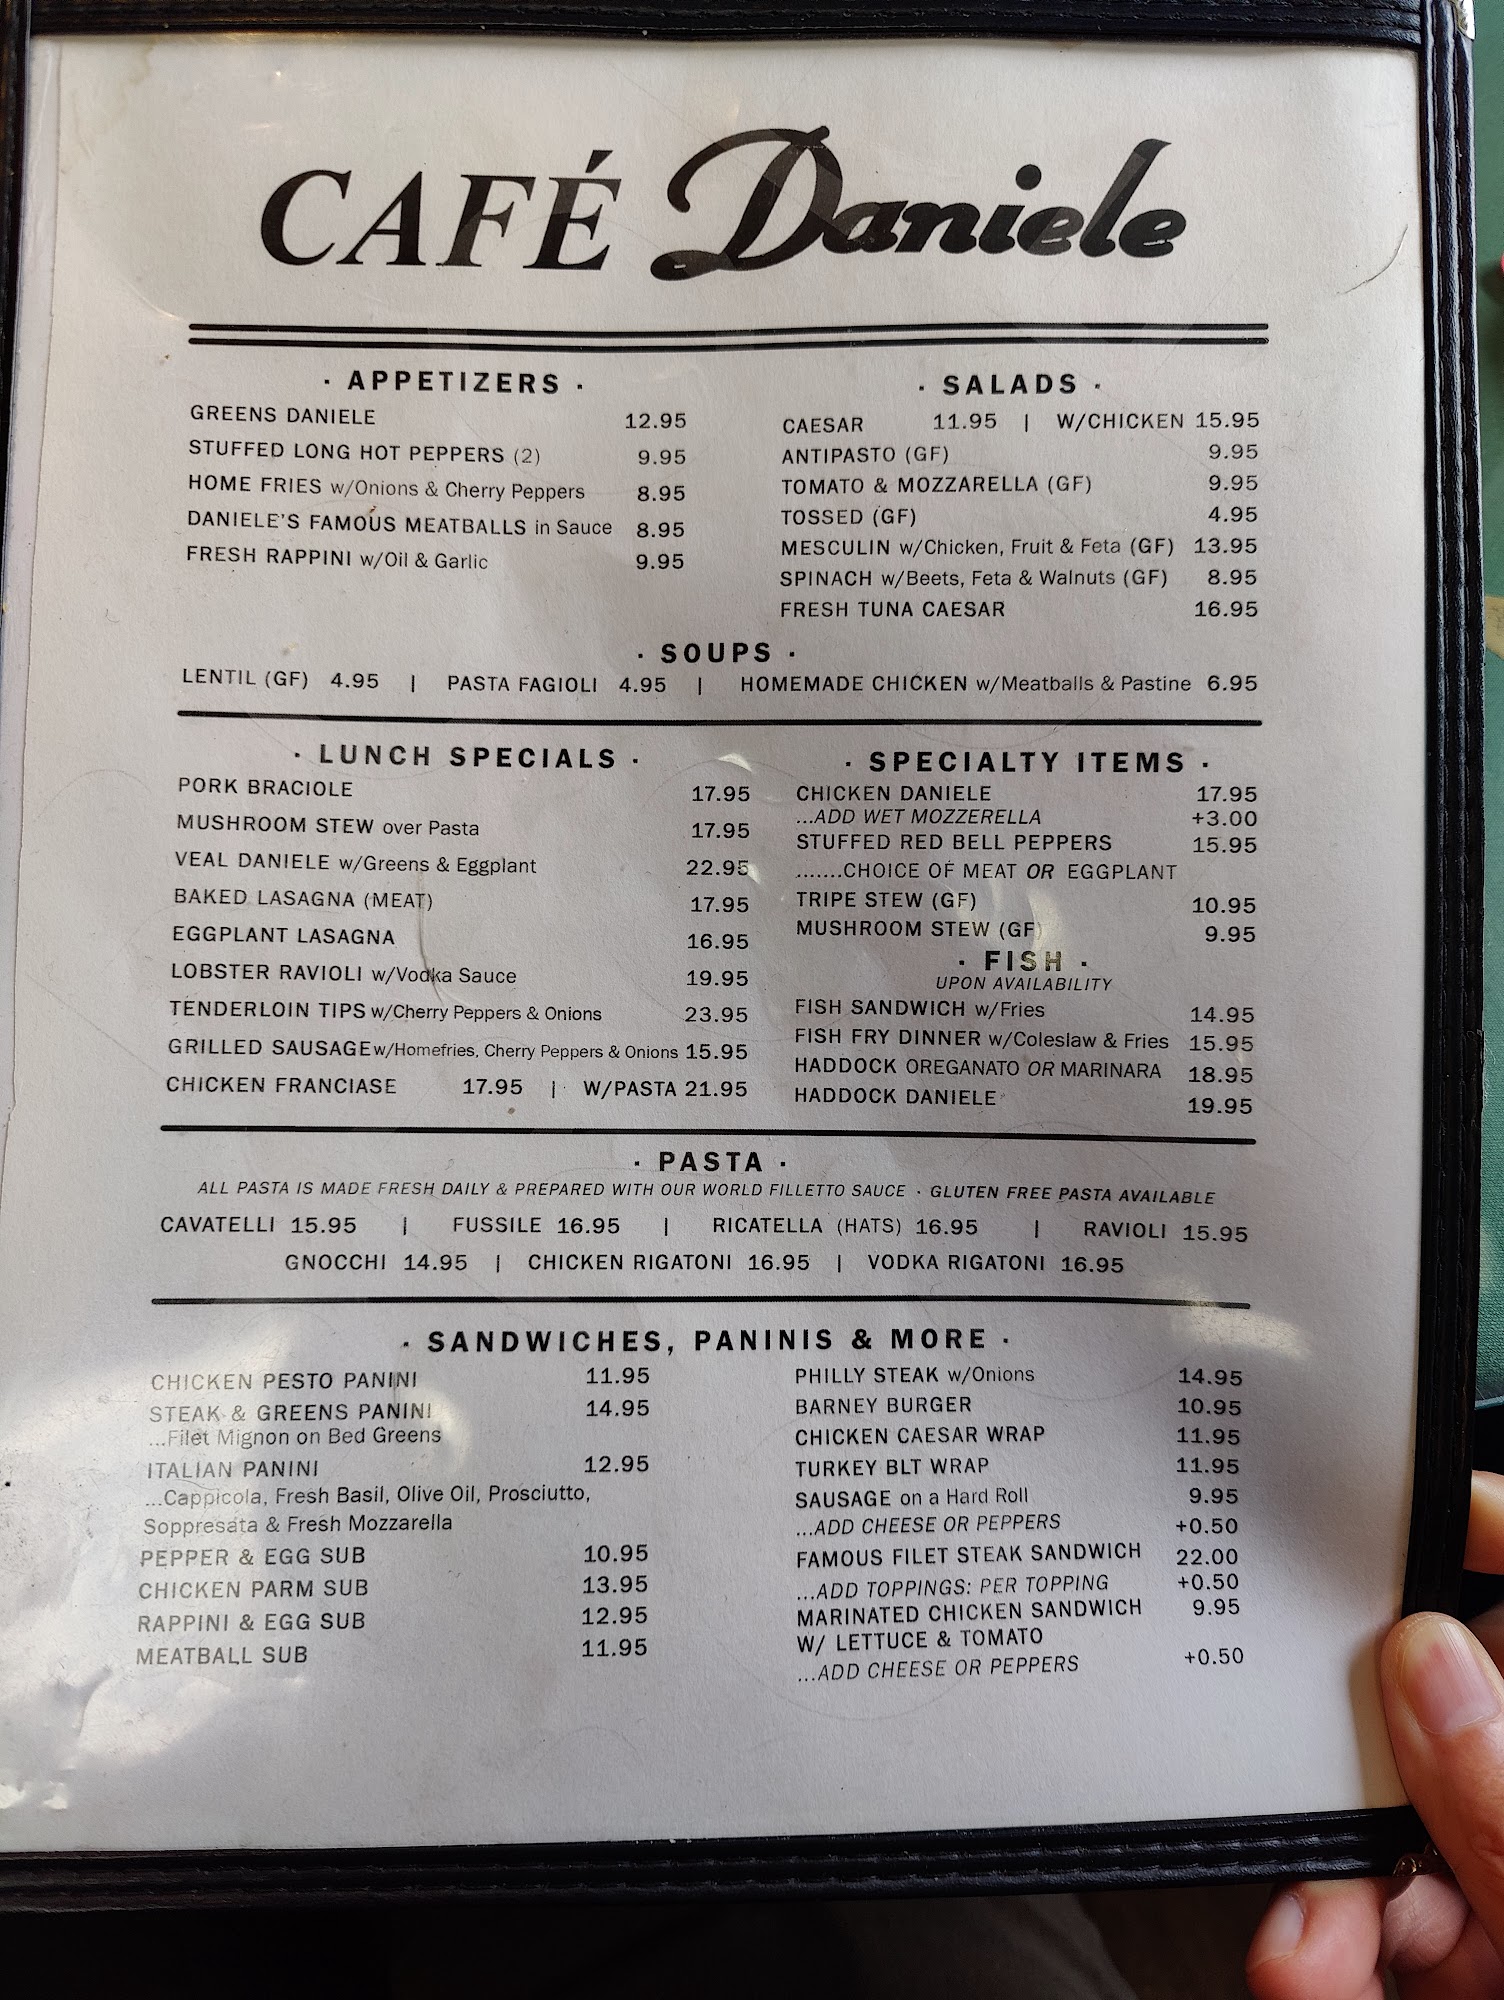 CAFÉ Daniele
· APPETIZERS ·
GREENS DANIELE 12.95
STUFFED LONG HOT PEPPERS (2) 9.95
HOME FRIES w/Onions & Cherry Peppers 8.95
DANIELE'S FAMOUS MEATBALLS in Sauce 8.95
FRESH RAPPINI w/Oil & Garlic 9.95
· SALADS ·
CAESAR 11.95 | W/CHICKEN 15.95
ANTIPASTO (GF) 9.95
TOMATO & MOZZARELLA (GF) 9.95
TOSSED (GF) 4.95
MESCULIN w/Chicken, Fruit & Feta (GF) 13.95
SPINACH w/Beets, Feta & Walnuts (GF) 8.95
FRESH TUNA CAESAR 16.95
· SOUPS ·
LENTIL (GF) 4.95 | PASTA FAGIOLI 4.95 | HOMEMADE CHICKEN w/Meatballs & Pastine 6.95
· LUNCH SPECIALS ·
PORK BRACIOLE 17.95
MUSHROOM STEW over Pasta 17.95
VEAL DANIELE w/Greens & Eggplant 22.95
BAKED LASAGNA (MEAT) 17.95
EGGPLANT LASAGNA 16.95
LOBSTER RAVIOLI w/Vodka Sauce 19.95
TENDERLOIN TIPS w/Cherry Peppers & Onions 23.95
GRILLED SAUSAGE w/Homefries, Cherry Peppers & Onions 15.95
CHICKEN FRANCIASE 17.95 | W/PASTA 21.95
· SPECIALTY ITEMS ·
CHICKEN DANIELE 17.95
...ADD WET MOZZERELLA +3.00
STUFFED RED BELL PEPPERS 15.95
.......CHOICE OF MEAT OR EGGPLANT
TRIPE STEW (GF) 10.95
MUSHROOM STEW (GF) 9.95
· FISH ·
UPON AVAILABILITY
FISH SANDWICH w/Fries 14.95
FISH FRY DINNER w/Coleslaw & Fries 15.95
HADDOCK OREGANATO OR MARINARA 18.95
HADDOCK DANIELE 19.95
· PASTA ·
ALL PASTA IS MADE FRESH DAILY & PREPARED WITH OUR WORLD FILLETTO SAUCE · GLUTEN FREE PASTA AVAILABLE
CAVATELLI 15.95 | FUSSILE 16.95 | RICATELLA (HATS) 16.95 | RAVIOLI 15.95
GNOCCHI 14.95 | CHICKEN RIGATONI 16.95 | VODKA RIGATONI 16.95
· SANDWICHES, PANINIS & MORE ·
CHICKEN PESTO PANINI 11.95
STEAK & GREENS PANINI 14.95
...Filet Mignon on Bed Greens
ITALIAN PANINI 12.95
...Cappicola, Fresh Basil, Olive Oil, Prosciutto,
Soppresata & Fresh Mozzarella
PEPPER & EGG SUB 10.95
CHICKEN PARM SUB 13.95
RAPPINI & EGG SUB 12.95
MEATBALL SUB 11.95
PHILLY STEAK w/Onions 14.95
BARNEY BURGER 10.95
CHICKEN CAESAR WRAP 11.95
TURKEY BLT WRAP 11.95
SAUSAGE on a Hard Roll 9.95
...ADD CHEESE OR PEPPERS +0.50
FAMOUS FILET STEAK SANDWICH 22.00
...ADD TOPPINGS: PER TOPPING +0.50
MARINATED CHICKEN SANDWICH 9.95
W/ LETTUCE & TOMATO
...ADD CHEESE OR PEPPERS +0.50